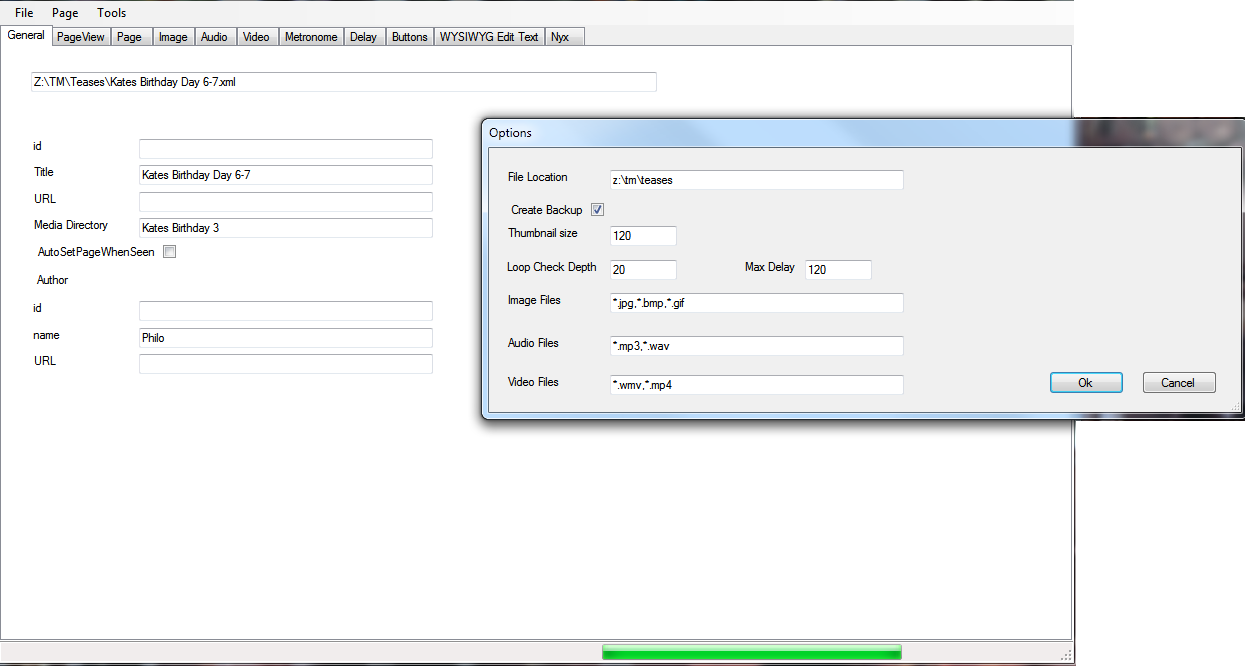 File Page Tools
General PageView Page Image Audio Video Metronome Delay Buttons WYSIWYG Edit Text Nyx
Z:\TM\Teases\Kates Birthday Day 6-7.xml
id
Title Kates Birthday Day 6-7
URL
Media Directory Kates Birthday 3
AutoSetPageWhenSeen
Author
id
name Philo
URL
Options
File Location z:\tm\teases
Create Backup
Thumbnail size 120
Loop Check Depth 20 Max Delay 120
Image Files *.jpg,*.bmp,*.gif
Audio Files *.mp3,*.wav
Video Files *.wmv,*.mp4
Ok Cancel